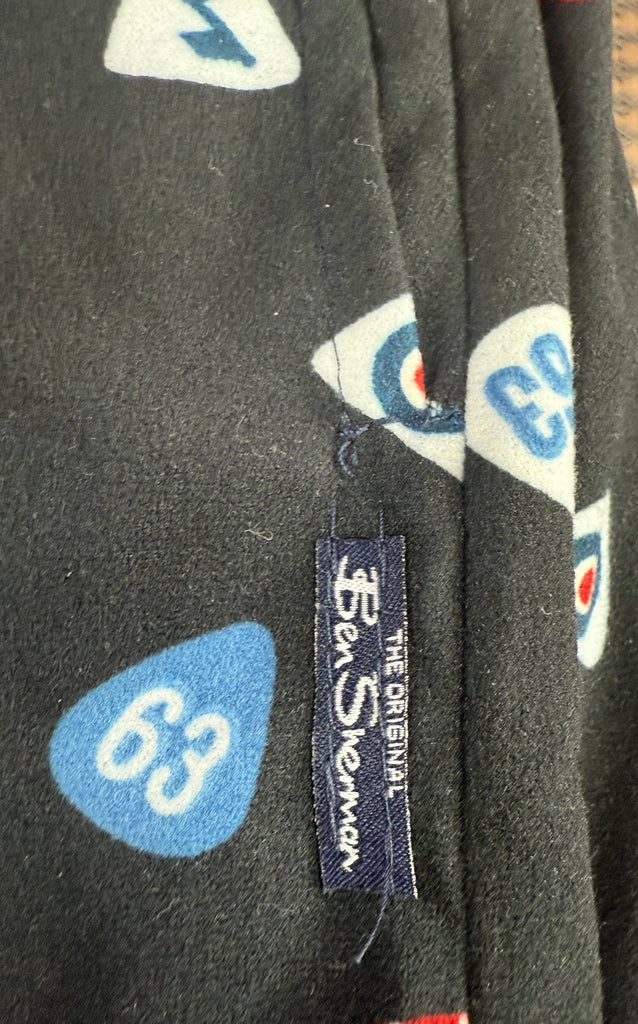 63
THE ORIGINAL
Ben Sherman
63